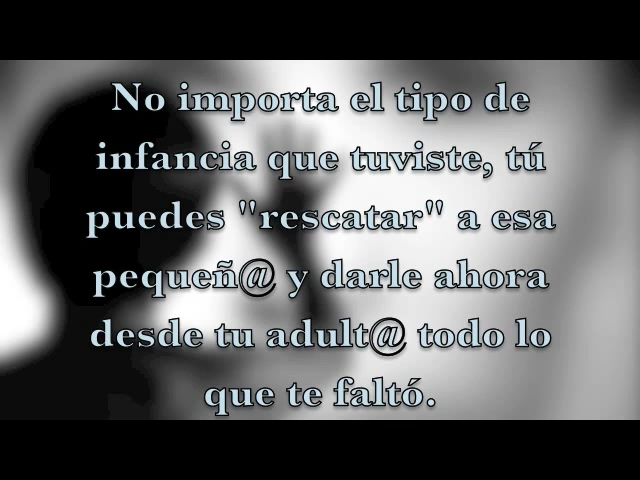 No importa el tipo de
infancia que tuviste, tú
puedes "rescatar" a esa
pequeñ@ y darle ahora
desde tu adult@ todo lo
que te faltó.